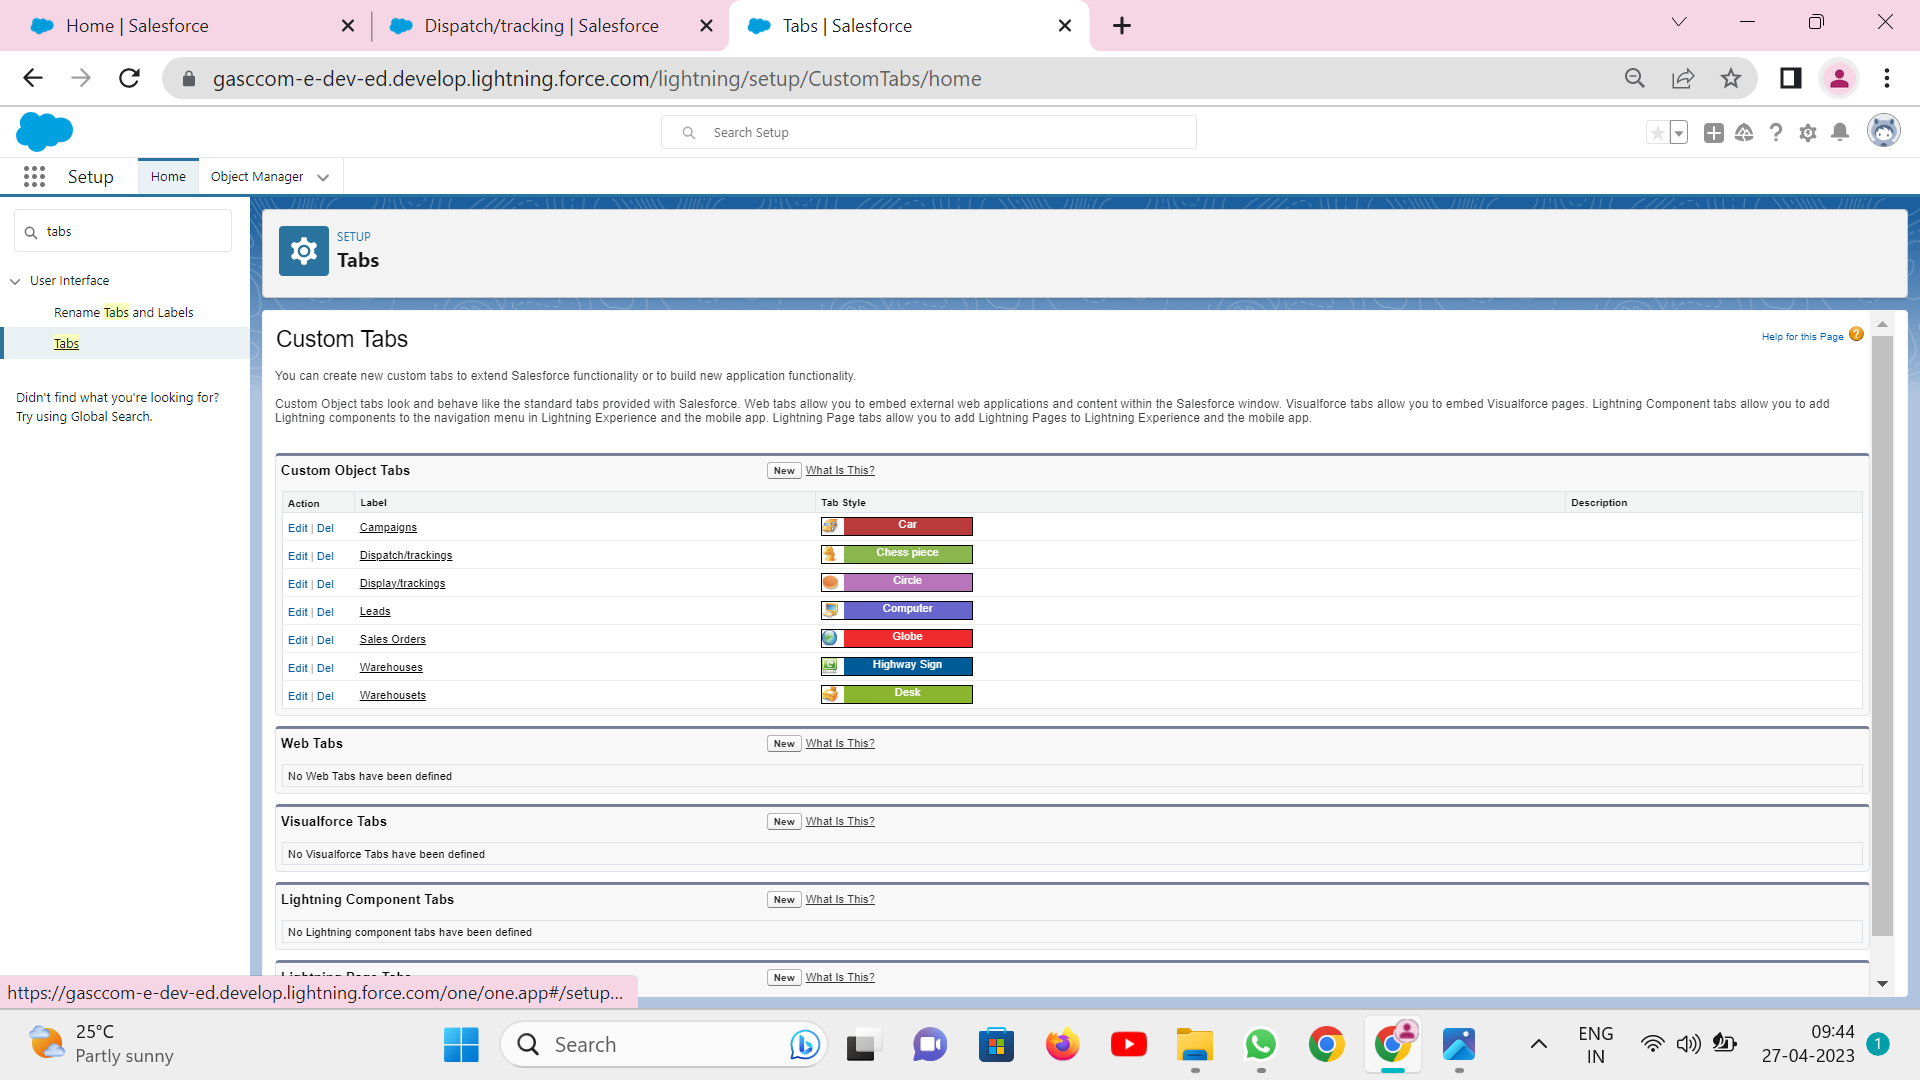 Home | Salesforce
Dispatch/tracking | Salesforce
Tabs | Salesforce
gasccom-e-dev-ed.develop.lightning.force.com/lightning/setup/CustomTabs/home
Search Setup
Setup
Home
Object Manager
tabs
User Interface
Rename Tabs and Labels
Tabs
Didn't find what you're looking for?
Try using Global Search.
SETUP
Tabs
Custom Tabs
Help for this Page
You can create new custom tabs to extend Salesforce functionality or to build new application functionality.
Custom Object tabs look and behave like the standard tabs provided with Salesforce. Web tabs allow you to embed external web applications and content within the Salesforce window. Visualforce tabs allow you to embed Visualforce pages. Lightning Component tabs allow you to add
Lightning components to the navigation menu in Lightning Experience and the mobile app. Lightning Page tabs allow you to add Lightning Pages to Lightning Experience and the mobile app.
Custom Object Tabs New What Is This?
Action Label Tab Style Description
Edit | Del Campaigns Car
Edit | Del Dispatch/trackings Chess piece
Edit | Del Display/trackings Circle
Edit | Del Leads Computer
Edit | Del Sales Orders Globe
Edit | Del Warehouses Highway Sign
Edit | Del Warehousets Desk
Web Tabs New What Is This?
No Web Tabs have been defined
Visualforce Tabs New What Is This?
No Visualforce Tabs have been defined
Lightning Component Tabs New What Is This?
No Lightning component tabs have been defined
Lightning Page Tabs New What Is This?
https://gasccom-e-dev-ed.develop.lightning.force.com/one/one.app#/setup...
25°C
Partly sunny
Search
ENG
IN
09:44
27-04-2023
1